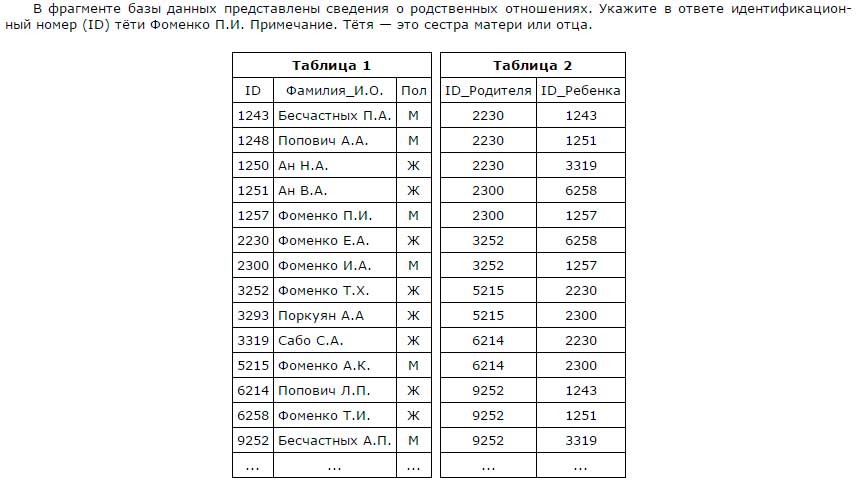 В фрагменте базы данных представлены сведения о родственных отношениях. Укажите в ответе идентификацион-
ный номер (ID) тёти Фоменко П.И. Примечание. Тётя — это сестра матери или отца.
Таблица 1
ID Фамилия_И.О. Пол
1243 Бесчастных П.А. М
1248 Попович А.А. М
1250 Ан Н.А. Ж
1251 Ан В.А. Ж
1257 Фоменко П.И. М
2230 Фоменко Е.А. Ж
2300 Фоменко И.А. М
3252 Фоменко Т.Х. Ж
3293 Поркуян А.А Ж
3319 Сабо С.А. Ж
5215 Фоменко А.К. М
6214 Попович Л.П. Ж
6258 Фоменко Т.И. Ж
9252 Бесчастных А.П. М
... ... ...
Таблица 2
ID_Родителя ID_Ребенка
2230 1243
2230 1251
2230 3319
2300 6258
2300 1257
3252 6258
3252 1257
5215 2230
5215 2300
6214 2230
6214 2300
9252 1243
9252 1251
9252 3319
... ...